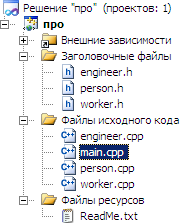 Решение "про" (проектов: 1)
про
Внешние зависимости
Заголовочные файлы
engineer.h
person.h
worker.h
Файлы исходного кода
engineer.cpp
main.cpp
person.cpp
worker.cpp
Файлы ресурсов
ReadMe.txt